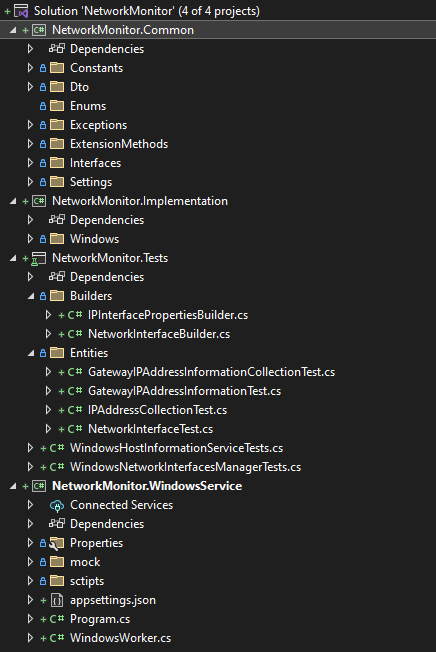 Solution 'NetworkMonitor' (4 of 4 projects)
NetworkMonitor.Common
Dependencies
Constants
Dto
Enums
Exceptions
ExtensionMethods
Interfaces
Settings
NetworkMonitor.Implementation
Dependencies
Windows
NetworkMonitor.Tests
Dependencies
Builders
C# IPInterfacePropertiesBuilder.cs
C# NetworkInterfaceBuilder.cs
Entities
C# GatewayIPAddressInformationCollectionTest.cs
C# GatewayIPAddressInformationTest.cs
C# IPAddressCollectionTest.cs
C# NetworkInterfaceTest.cs
C# WindowsHostInformationServiceTests.cs
C# WindowsNetworkInterfacesManagerTests.cs
NetworkMonitor.WindowsService
Connected Services
Dependencies
Properties
mock
sctipts
appsettings.json
C# Program.cs
C# WindowsWorker.cs